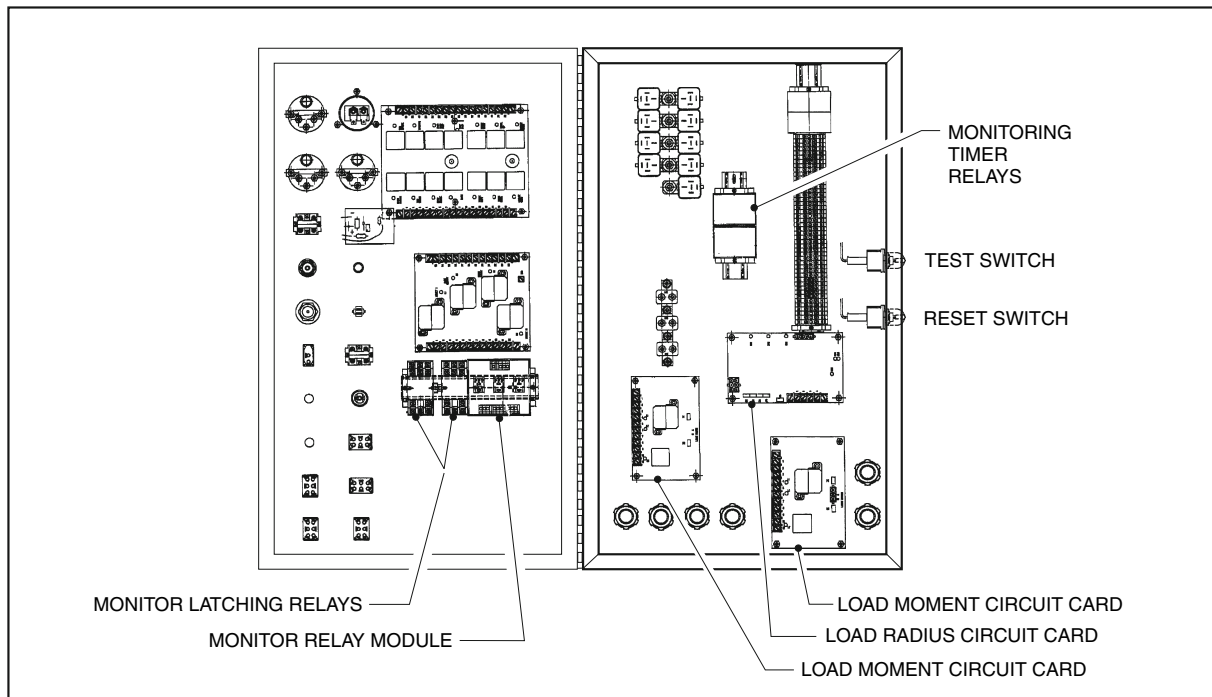 MONITORING
TIMER
RELAYS
TEST SWITCH
RESET SWITCH
MONITOR LATCHING RELAYS
MONITOR RELAY MODULE
LOAD MOMENT CIRCUIT CARD
LOAD RADIUS CIRCUIT CARD
LOAD MOMENT CIRCUIT CARD